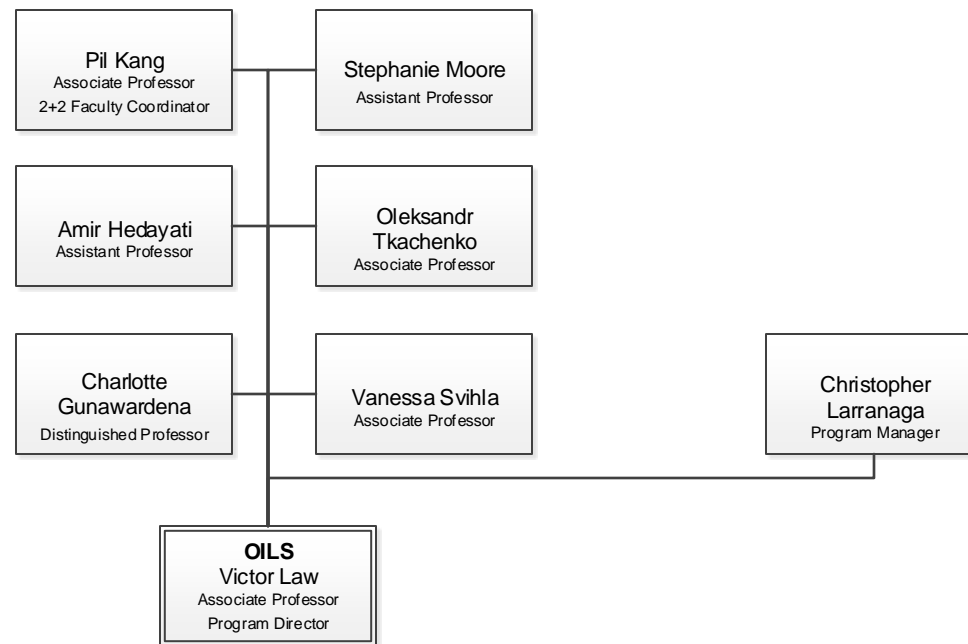 Pil Kang
Associate Professor
2+2 Faculty Coordinator
Stephanie Moore
Assistant Professor
Amir Hedayati
Assistant Professor
Oleksandr
Tkachenko
Associate Professor
Charlotte
Gunawardena
Distinguished Professor
Vanessa Svihla
Associate Professor
Christopher
Larranaga
Program Manager
OILS
Victor Law
Associate Professor
Program Director